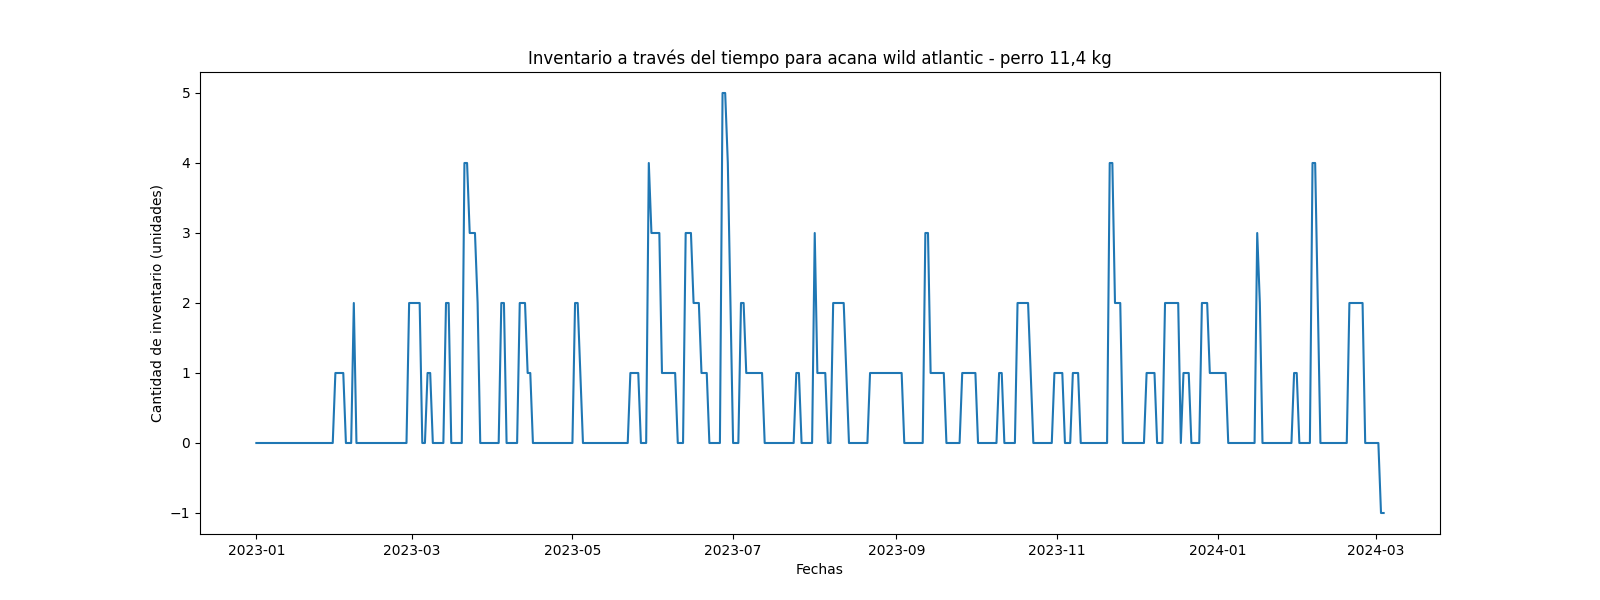 Inventario a través del tiempo para acana wild atlantic - perro 11,4 kg
Cantidad de inventario (unidades)
5
4
3
2
1
0
−1
2023-01 2023-03 2023-05 2023-07 2023-09 2023-11 2024-01 2024-03
Fechas